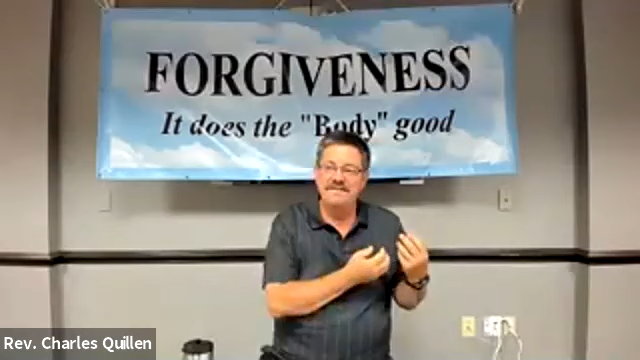 FORGIVENESS
It does the "Body" good
Rev. Charles Quillen